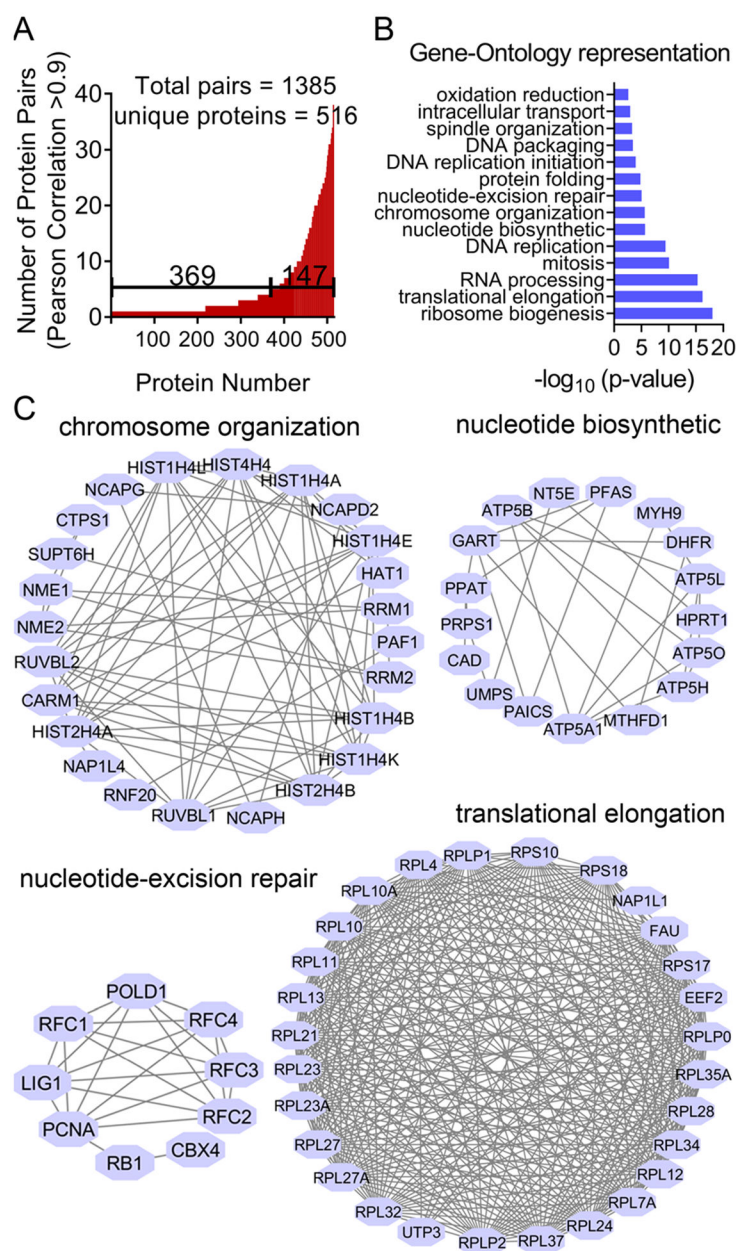 A
Number of Protein Pairs
(Pearson Correlation >0.9)
Total pairs = 1385
unique proteins = 516
40
30
20
10
0
369
147
100 200 300 400 500
Protein Number
B
Gene-Ontology representation
oxidation reduction
intracellular transport
spindle organization
DNA packaging
DNA replication initiation
protein folding
nucleotide-excision repair
chromosome organization
nucleotide biosynthetic
DNA replication
mitosis
RNA processing
translational elongation
ribosome biogenesis
0 5 10 15 20
-log10 (p-value)
C
chromosome organization
HIST1H4L
HIST4H4
HIST1H4A
NCAPD2
HIST1H4E
HAT1
RRM1
PAF1
RRM2
HIST1H4B
HIST1H4K
HIST2H4B
NCAPH
RUVBL1
RNF20
NAP1L4
HIST2H4A
CARM1
RUVBL2
NME2
NME1
SUPT6H
CTPS1
NCAPG
nucleotide biosynthetic
NT5E
PFAS
MYH9
DHFR
ATP5L
HPRT1
ATP5O
ATP5H
MTHFD1
ATP5A1
PAICS
UMPS
CAD
PRPS1
PPAT
GART
ATP5B
nucleotide-excision repair
POLD1
RFC4
RFC3
RFC2
CBX4
RB1
PCNA
LIG1
RFC1
translational elongation
RPLP1
RPS10
RPS18
NAP1L1
FAU
RPS17
EEF2
RPLP0
RPL35A
RPL28
RPL34
RPL12
RPL7A
RPL24
RPL37
RPLP2
UTP3
RPL32
RPL27A
RPL27
RPL23A
RPL23
RPL21
RPL13
RPL11
RPL10
RPL10A
RPL4